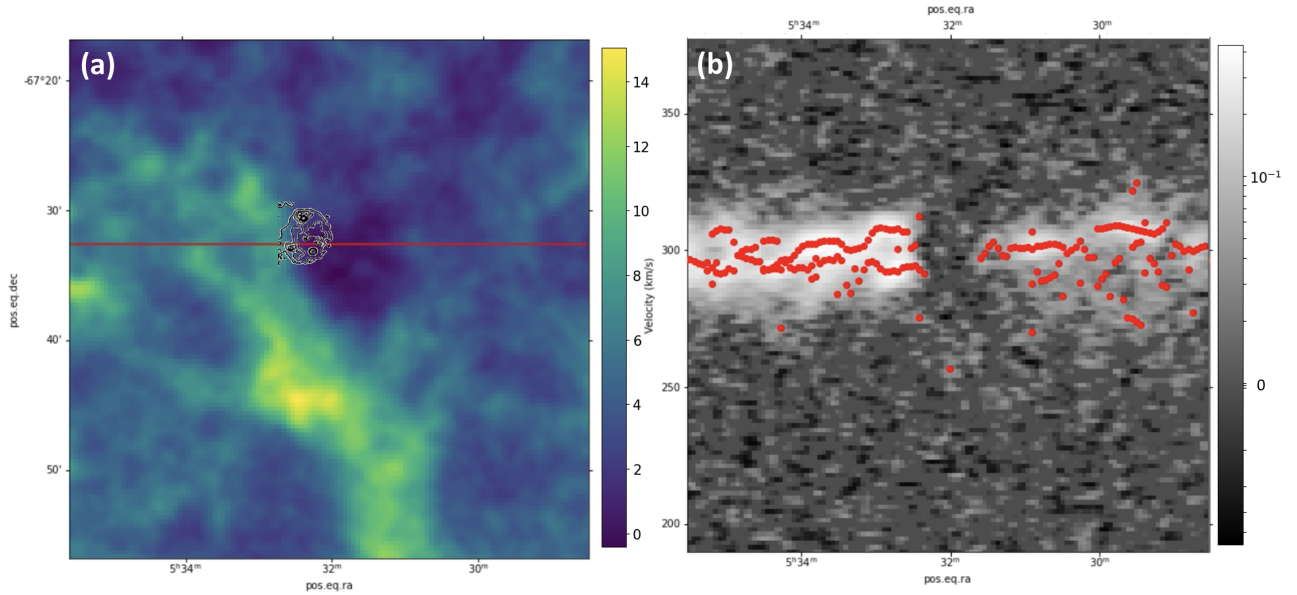 pos.eq.ra
5ʰ34ᵐ 32ᵐ 30ᵐ
(a)
(b)
-67°20'
30'
40'
50'
pos.eq.dec
5ʰ34ᵐ 32ᵐ 30ᵐ
pos.eq.ra
14
12
10
8
6
4
2
0
Velocity (km/s)
350
300
250
200
5ʰ34ᵐ 32ᵐ 30ᵐ
pos.eq.ra
10⁻¹
0